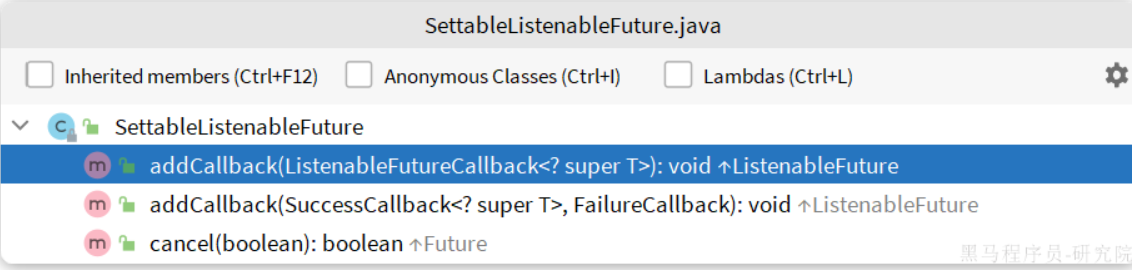 SettableListenableFuture.java
Inherited members (Ctrl+F12) Anonymous Classes (Ctrl+I) Lambdas (Ctrl+L)
C SettableListenableFuture
m addCallback(ListenableFutureCallback<? super T>): void ↑ListenableFuture
m addCallback(SuccessCallback<? super T>, FailureCallback): void ↑ListenableFuture
m cancel(boolean): boolean ↑Future
黑马程序员-研究院